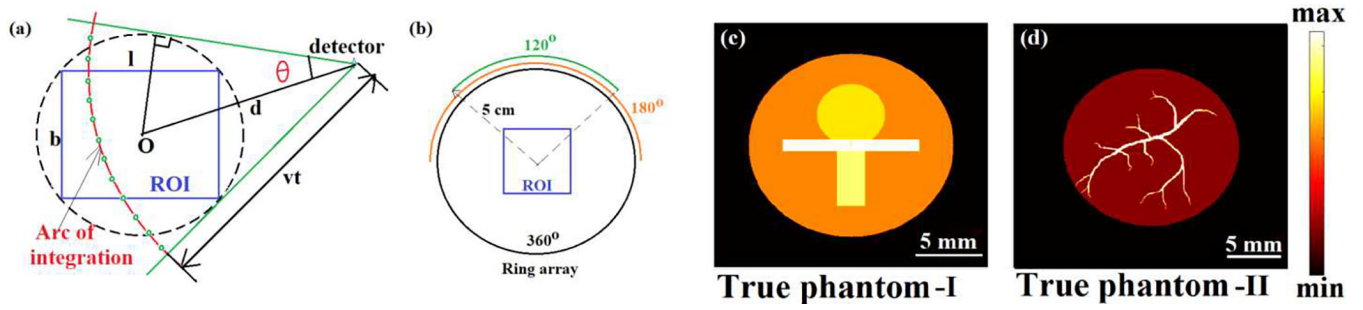 (a)
detector
l
θ
d
b
O
vt
ROI
Arc of
integration
(b)
120°
5 cm
180°
ROI
360°
Ring array
(c)
5 mm
True phantom-I
(d)
5 mm
True phantom-II
max
min